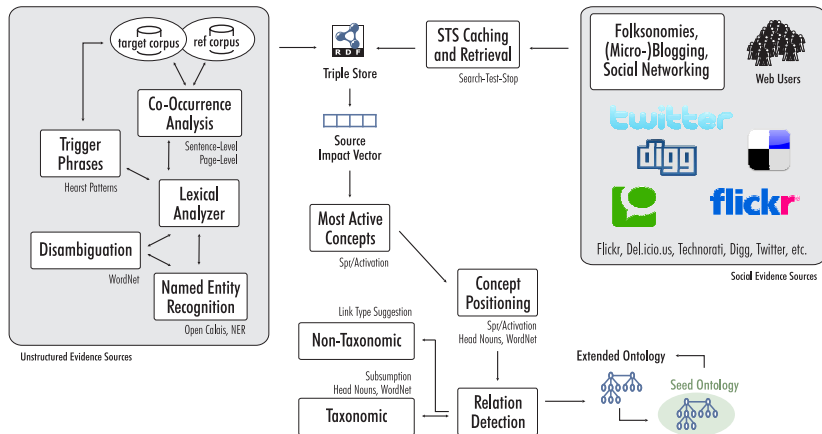 target corpus
ref corpus
Co-Occurrence
Analysis
Sentence-Level
Page-Level
Trigger
Phrases
Hearst Patterns
Lexical
Analyzer
Disambiguation
WordNet
Named Entity
Recognition
Open Calais, NER
Unstructured Evidence Sources
RDF
Triple Store
Source
Impact Vector
Most Active
Concepts
Spr/Activation
STS Caching
and Retrieval
Search-Test-Stop
Folksonomies,
(Micro-)Blogging,
Social Networking
Web Users
twitter
digg
flickr
Flickr, Del.icio.us, Technorati, Digg, Twitter, etc.
Social Evidence Sources
Concept
Positioning
Spr/Activation
Head Nouns, WordNet
Link Type Suggestion
Non-Taxonomic
Subsumption
Head Nouns, WordNet
Taxonomic
Relation
Detection
Extended Ontology
Seed Ontology